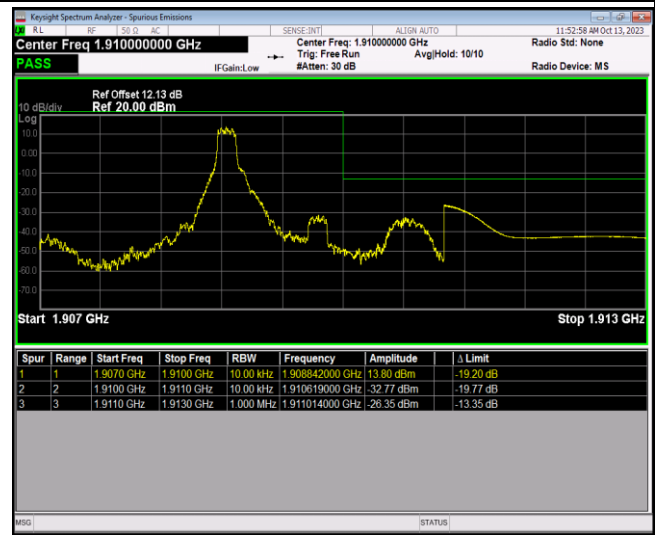 Keysight Spectrum Analyzer - Spurious Emissions
RL RF 50 Ω AC SENSE:INT ALIGN AUTO 11:52:58 AM Oct 13, 2023
Center Freq 1.910000000 GHz Center Freq: 1.910000000 GHz Radio Std: None
Trig: Free Run Avg|Hold: 10/10
PASS IFGain:Low #Atten: 30 dB Radio Device: MS
Ref Offset 12.13 dB
10 dB/div Ref 20.00 dBm
Log
10.0
0.00
-10.0
-20.0
-30.0
-40.0
-50.0
-60.0
-70.0
Start 1.907 GHz Stop 1.913 GHz
Spur Range Start Freq Stop Freq RBW Frequency Amplitude Δ Limit
1 1 1.9070 GHz 1.9100 GHz 10.00 kHz 1.908842000 GHz 13.80 dBm -19.20 dB
2 2 1.9100 GHz 1.9110 GHz 10.00 kHz 1.910619000 GHz -32.77 dBm -19.77 dB
3 3 1.9110 GHz 1.9130 GHz 1.000 MHz 1.911014000 GHz -26.35 dBm -13.35 dB
MSG STATUS